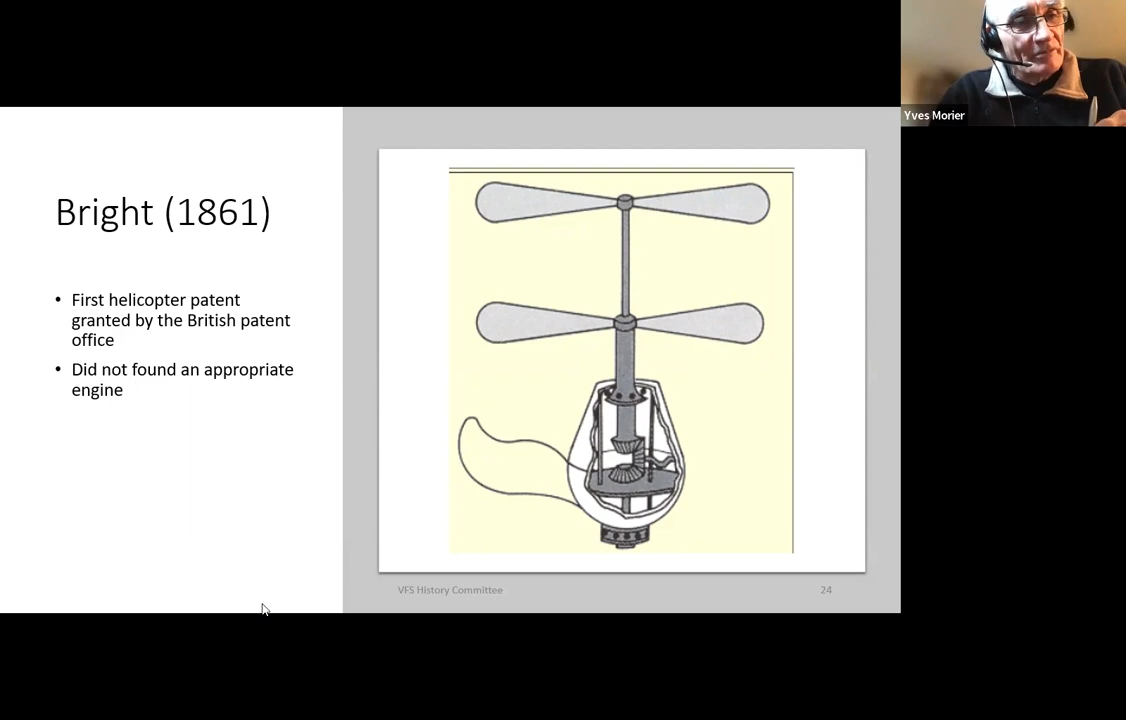 Yves Morier
Bright (1861)
• First helicopter patent
granted by the British patent
office
• Did not found an appropriate
engine
VFS History Committee
24